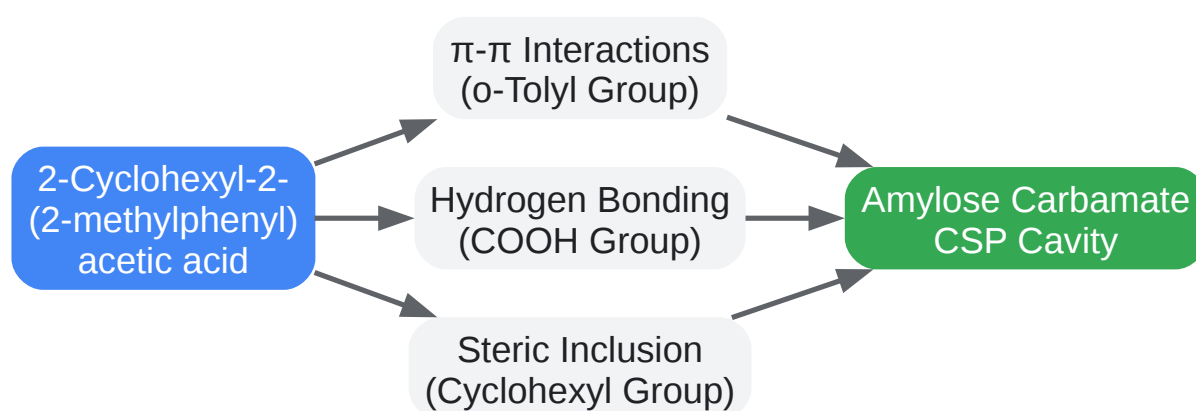 π-π Interactions
(o-Tolyl Group)
2-Cyclohexyl-2-
(2-methylphenyl)
acetic acid
Hydrogen Bonding
(COOH Group)
Amylose Carbamate
CSP Cavity
Steric Inclusion
(Cyclohexyl Group)